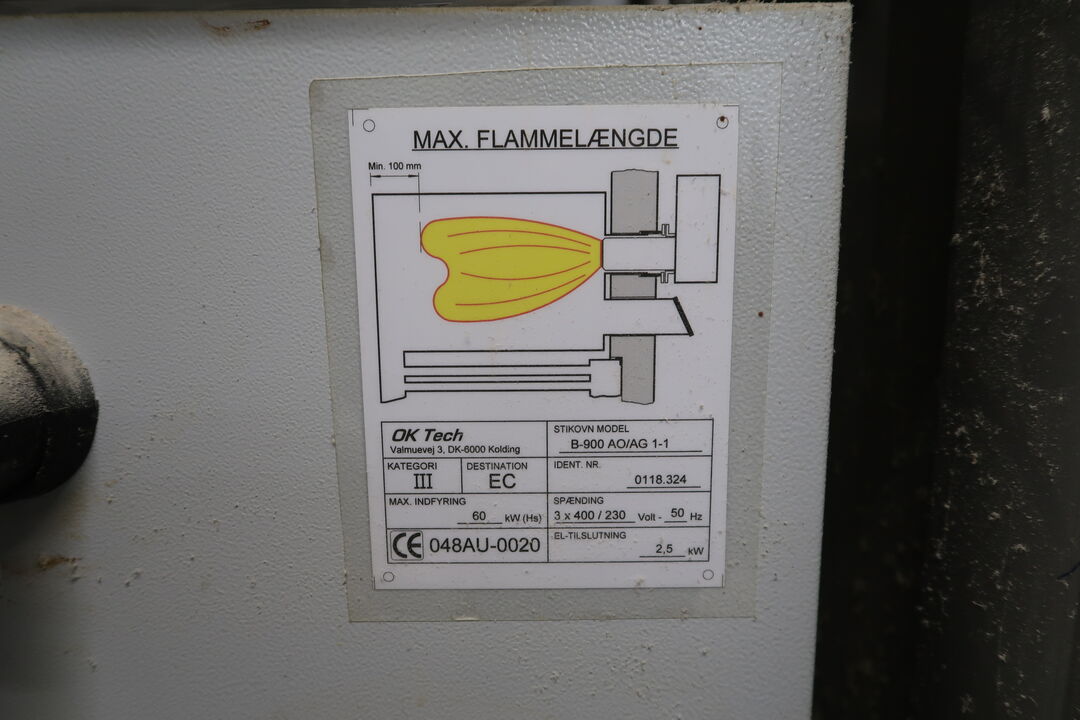 MAX. FLAMMELÆNGDE
Min. 100 mm
OK Tech
Valmuevej 3, DK-6000 Kolding
STIKOVN MODEL
B-900 AO/AG 1-1
KATEGORI
III
DESTINATION
EC
IDENT. NR.
0118.324
MAX. INDFYRING
60 kW (Hs)
SPÆNDING
3 x 400 / 230 Volt - 50 Hz
CE 048AU-0020
EL-TILSLUTNING
2,5 kW